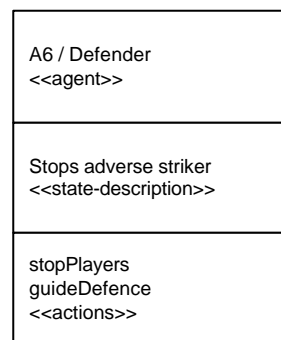 A6 / Defender
<<agent>>
Stops adverse striker
<<state-description>>
stopPlayers
guideDefence
<<actions>>